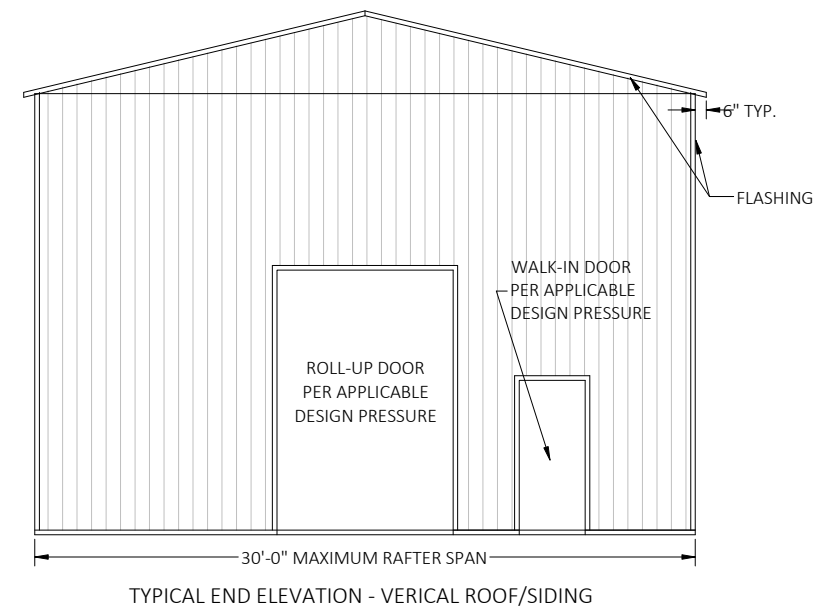 6" TYP.
FLASHING
WALK-IN DOOR
PER APPLICABLE
DESIGN PRESSURE
ROLL-UP DOOR
PER APPLICABLE
DESIGN PRESSURE
30'-0" MAXIMUM RAFTER SPAN
TYPICAL END ELEVATION - VERICAL ROOF/SIDING